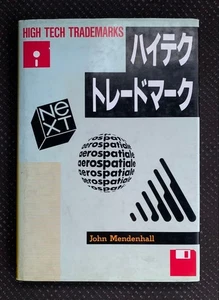 HIGH TECH TRADEMARKS
ハイテク
トレードマーク
NeXT
aerospatiale
aerospatiale
aerospatiale
aerospatiale
aerospatiale
John Mendenhall